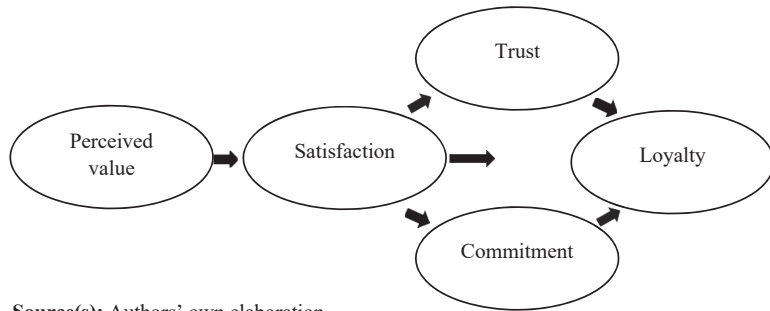 Trust
Perceived
value
Satisfaction
Loyalty
Commitment
Source(s): Authors' own elaboration